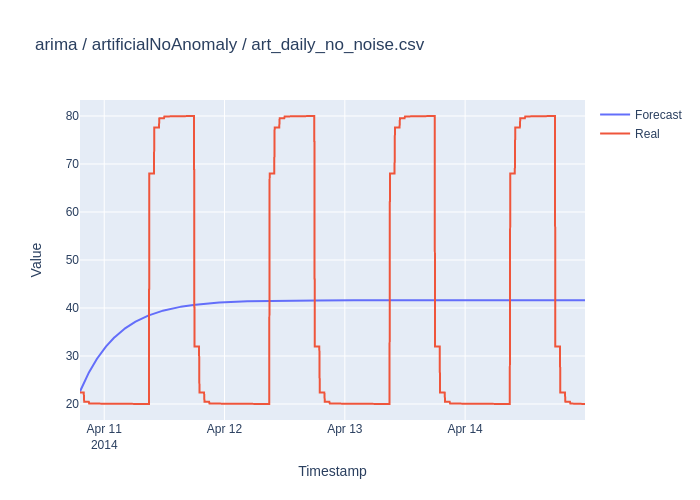 arima / artificialNoAnomaly / art_daily_no_noise.csv
Forecast
Real
Value
80
70
60
50
40
30
20
Apr 11
2014
Apr 12
Apr 13
Apr 14
Timestamp